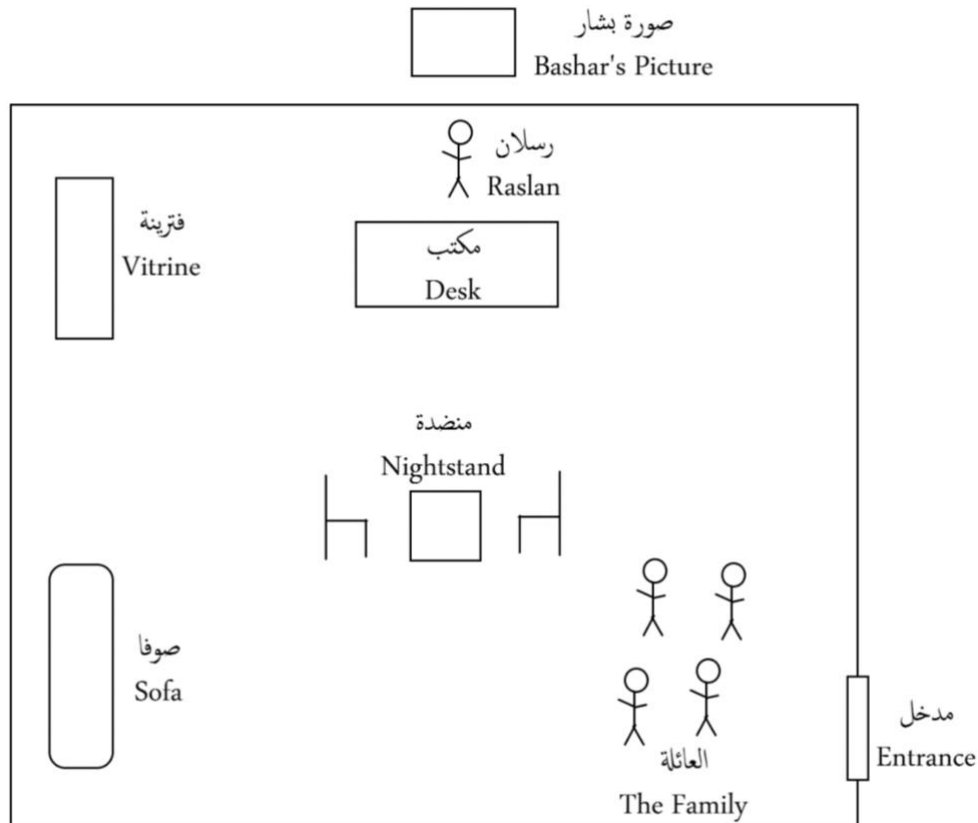 صورة بشار
Bashar's Picture
رسلان
Raslan
فترينة
Vitrine
مكتب
Desk
منضدة
Nightstand
صوفا
Sofa
مدخل
Entrance
العائلة
The Family